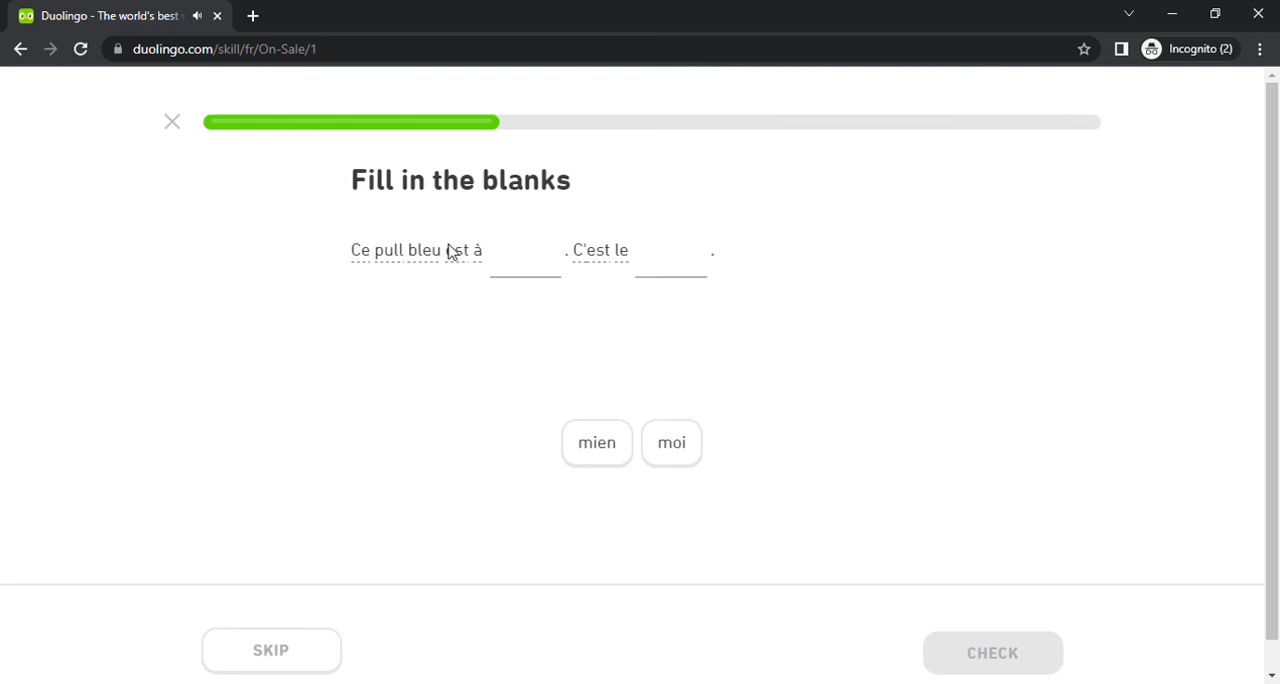 Duolingo - The world's best
duolingo.com/skill/fr/On-Sale/1
Incognito (2)
Fill in the blanks
Ce pull bleu est à . C'est le .
mien moi
SKIP CHECK